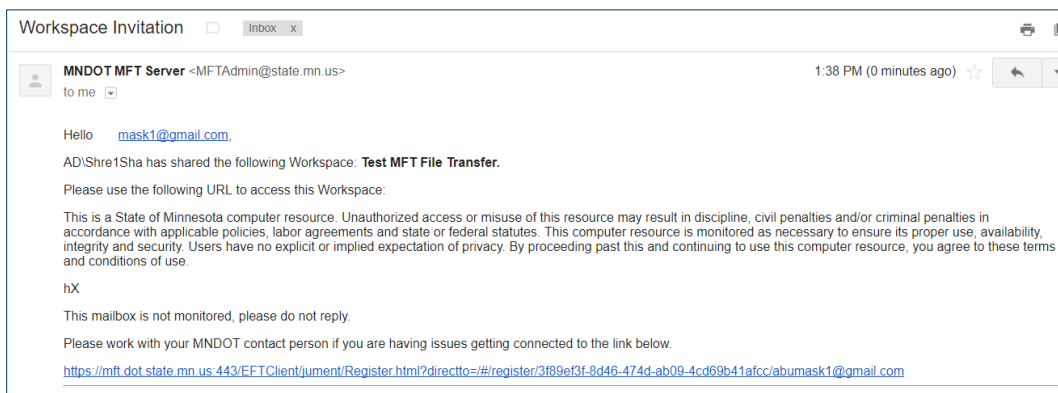 Workspace Invitation Inbox x
MNDOT MFT Server <MFTAdmin@state.mn.us> 1:38 PM (0 minutes ago)
to me
Hello mask1@gmail.com,
AD\Shre1Sha has shared the following Workspace: Test MFT File Transfer.
Please use the following URL to access this Workspace:
This is a State of Minnesota computer resource. Unauthorized access or misuse of this resource may result in discipline, civil penalties and/or criminal penalties in
accordance with applicable policies, labor agreements and state or federal statutes. This computer resource is monitored as necessary to ensure its proper use, availability,
integrity and security. Users have no explicit or implied expectation of privacy. By proceeding past this and continuing to use this computer resource, you agree to these terms
and conditions of use.
hX
This mailbox is not monitored, please do not reply.
Please work with your MNDOT contact person if you are having issues getting connected to the link below.
https://mft.dot.state.mn.us:443/EFTClient/jument/Register.html?directto=/#/register/3f89ef3f-8d46-474d-ab09-4cd69b41afcc/abumask1@gmail.com